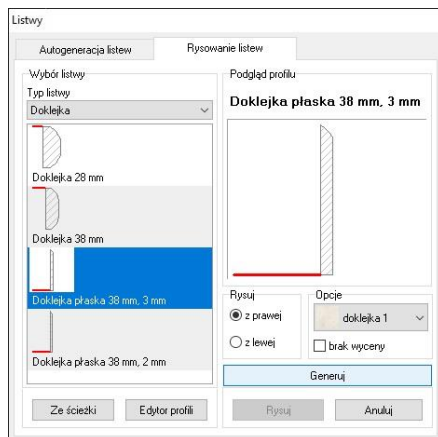 Listwy
Autogeneracja listew
Rysowanie listew
Wybór listwy
Typ listwy
Doklejka
Doklejka 28 mm
Doklejka 38 mm
Doklejka płaska 38 mm, 3 mm
Doklejka płaska 38 mm, 2 mm
Ze ścieżki
Edytor profili
Podgląd profilu
Doklejka płaska 38 mm, 3 mm
Rysuj
z prawej
z lewej
Opcje
doklejka 1
brak wyceny
Generuj
Rysuj
Anuluj